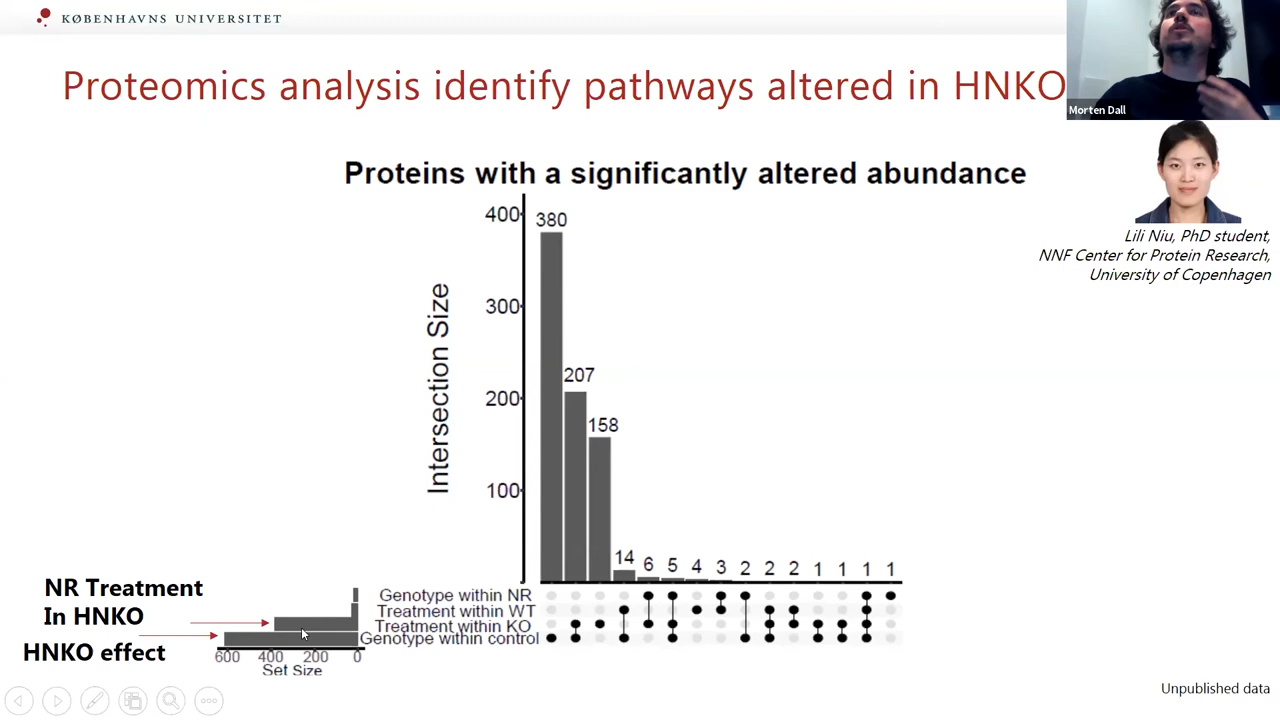 KØBENHAVNS UNIVERSITET
Proteomics analysis identify pathways altered in HNKO
Morten Dall
Lili Niu, PhD student,
NNF Center for Protein Research,
University of Copenhagen
Proteins with a significantly altered abundance
Intersection Size
400
300
200
100
380
207
158
14 6 5 4 3 2 2 2 1 1 1 1
NR Treatment
In HNKO
HNKO effect
Genotype within NR
Treatment within WT
Treatment within KO
Genotype within control
600 400 200 0
Set Size
Unpublished data